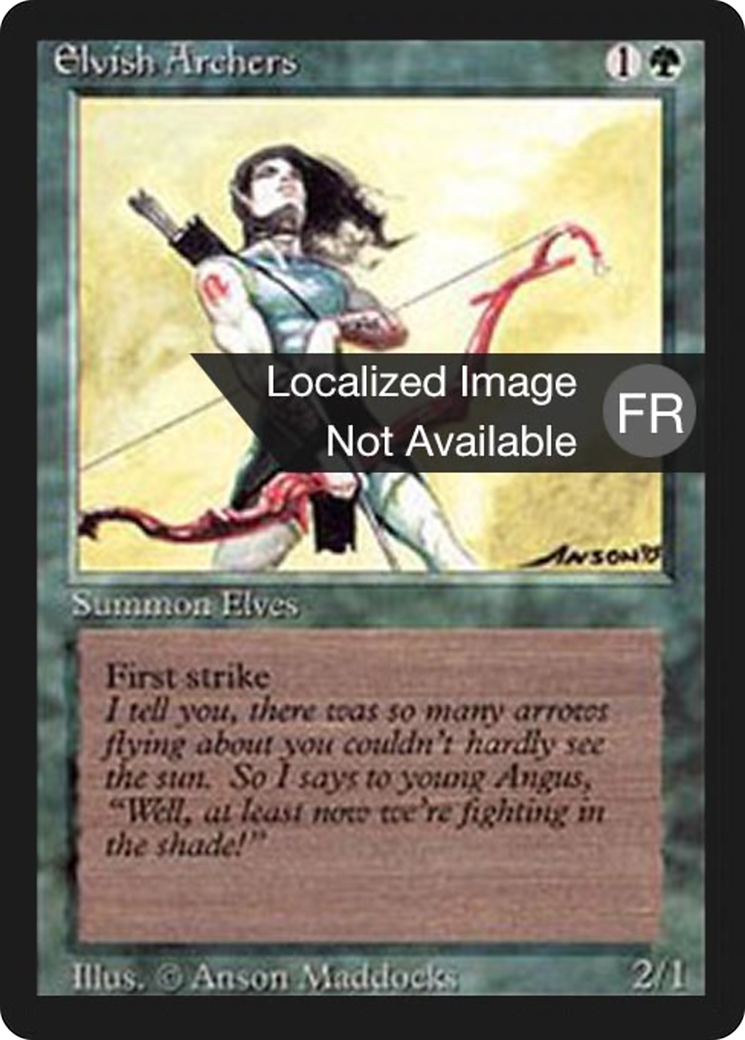 Elvish Archers
1
Localized Image
Not Available
FR
ANSON
Summon Elves
First strike
I tell you, there was so many arrows
flying about you couldn't hardly see
the sun. So I says to young Angus,
"Well, at least now we're fighting in
the shade!"
Illus. © Anson Maddocks
2/1